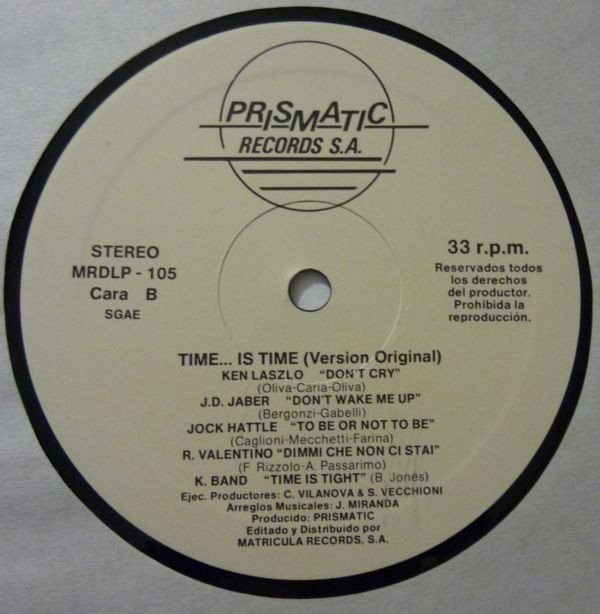 PRISMATIC
RECORDS S.A.
STEREO
MRDLP - 105
Cara B
SGAE
33 r.p.m.
Reservados todos
los derechos
del productor.
Prohibida la
reproducción.
TIME... IS TIME (Version Original)
KEN LASZLO "DON'T CRY"
(Oliva-Caria-Oliva)
J.D. JABER "DON'T WAKE ME UP"
(Bergonzi-Gabelli)
JOCK HATTLE "TO BE OR NOT TO BE"
(Caglioni-Mecchetti-Farina)
R. VALENTINO "DIMMI CHE NON CI STAI"
(F Rizzolo-A. Passarimo)
K. BAND "TIME IS TIGHT" (B. Jones)
Ejec. Productores: C. VILANOVA & S. VECCHIONI
Arreglos Musicales: J. MIRANDA
Producido: PRISMATIC
Editado y Distribuido por
MATRICULA RECORDS, S.A.